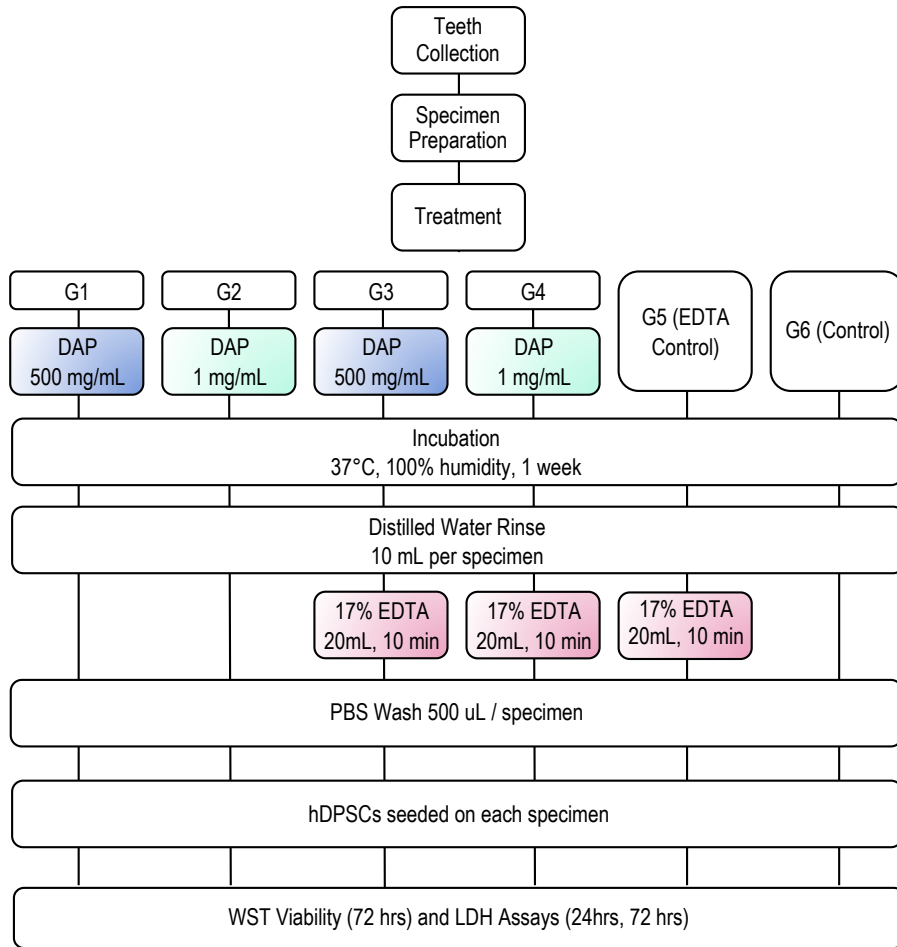 Teeth
Collection
Specimen
Preparation
Treatment
G1
G2
G3
G4
G5 (EDTA
Control)
G6 (Control)
DAP
500 mg/mL
DAP
1 mg/mL
DAP
500 mg/mL
DAP
1 mg/mL
Incubation
37°C, 100% humidity, 1 week
Distilled Water Rinse
10 mL per specimen
17% EDTA
20mL, 10 min
17% EDTA
20mL, 10 min
17% EDTA
20mL, 10 min
PBS Wash 500 uL / specimen
hDPSCs seeded on each specimen
WST Viability (72 hrs) and LDH Assays (24hrs, 72 hrs)